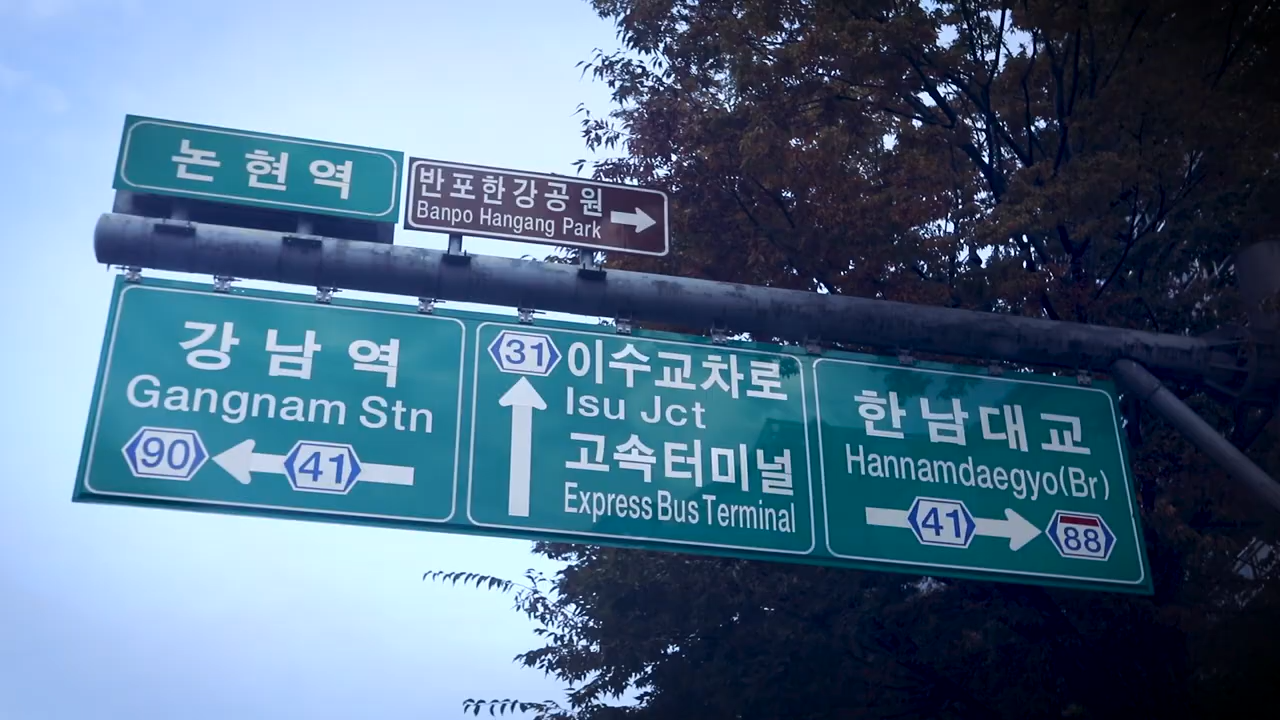 논현역
반포한강공원
Banpo Hangang Park
강남역
Gangnam Stn
90 41
31 이수교차로
Isu Jct
고속터미널
Express Bus Terminal
한남대교
Hannamdaegyo(Br)
41 88